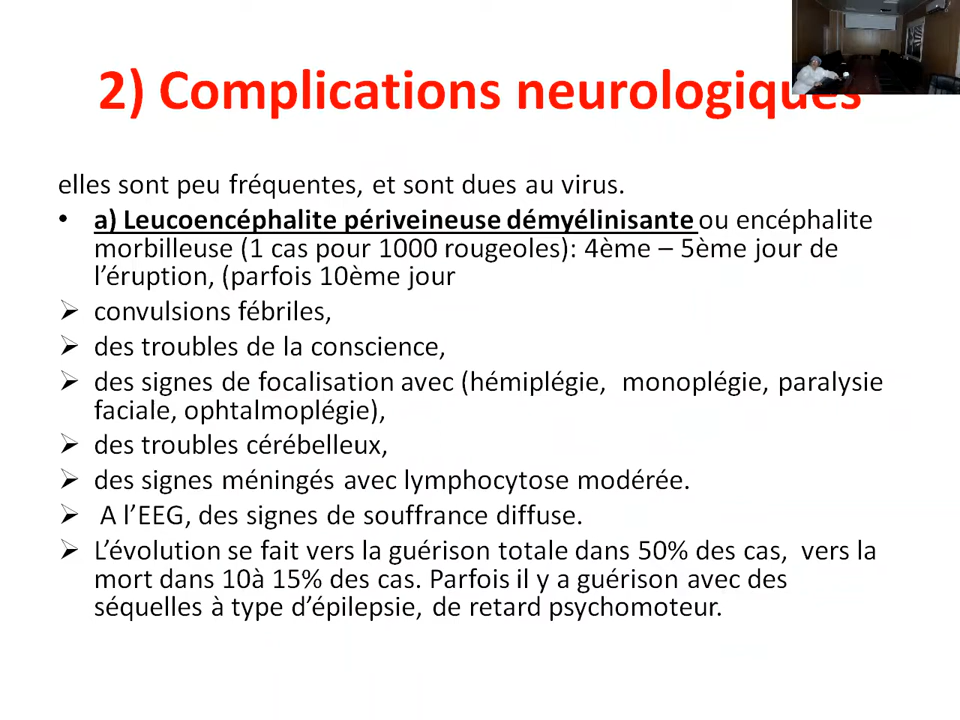 2) Complications neurologiques
elles sont peu fréquentes, et sont dues au virus.
• a) Leucoencéphalite périveineuse démyélinisante ou encéphalite
morbilleuse (1 cas pour 1000 rougeoles): 4ème – 5ème jour de
l’éruption, (parfois 10ème jour
➢ convulsions fébriles,
➢ des troubles de la conscience,
➢ des signes de focalisation avec (hémiplégie, monoplégie, paralysie
faciale, ophtalmoplégie),
➢ des troubles cérébelleux,
➢ des signes méningés avec lymphocytose modérée.
➢ A l’EEG, des signes de souffrance diffuse.
➢ L’évolution se fait vers la guérison totale dans 50% des cas, vers la
mort dans 10à 15% des cas. Parfois il y a guérison avec des
séquelles à type d’épilepsie, de retard psychomoteur.